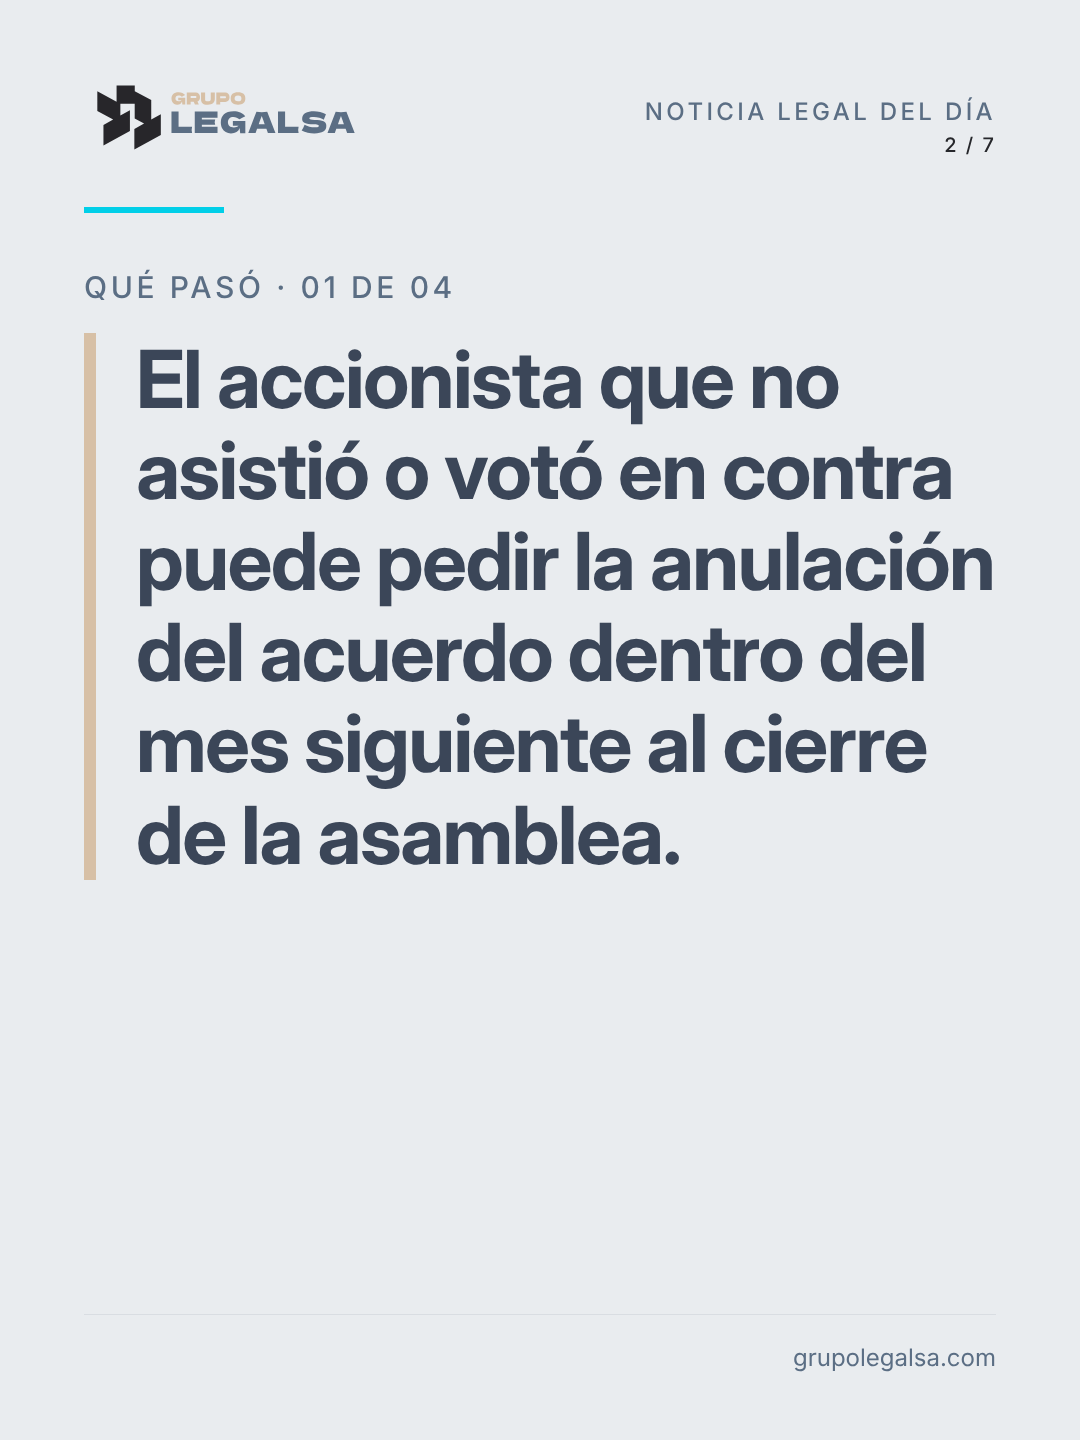 GRUPO
LEGALSA
NOTICIA LEGAL DEL DÍA
2 / 7
QUÉ PASÓ · 01 DE 04
El accionista que no
asistió o votó en contra
puede pedir la anulación
del acuerdo dentro del
mes siguiente al cierre
de la asamblea.
grupolegalsa.com